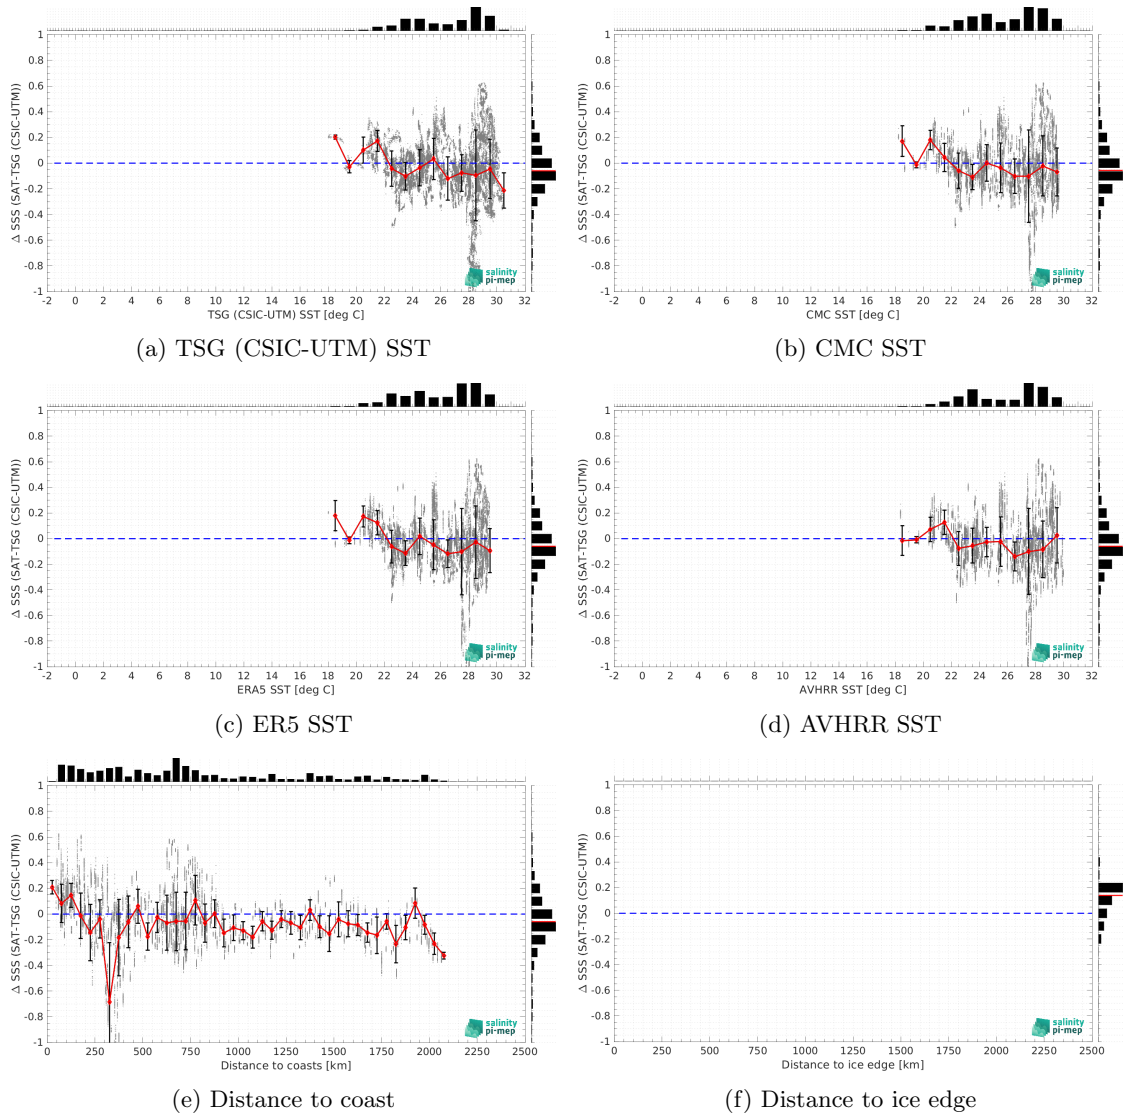 1
0.8
0.6
0.4
0.2
0
-0.2
-0.4
-0.6
-0.8
-1
Δ SSS (SAT-TSG (CSIC-UTM))
-2 0 2 4 6 8 10 12 14 16 18 20 22 24 26 28 30 32
TSG (CSIC-UTM) SST [deg C]
salinity
pi-mep
(a) TSG (CSIC-UTM) SST
1
0.8
0.6
0.4
0.2
0
-0.2
-0.4
-0.6
-0.8
-1
Δ SSS (SAT-TSG (CSIC-UTM))
-2 0 2 4 6 8 10 12 14 16 18 20 22 24 26 28 30 32
CMC SST [deg C]
salinity
pi-mep
(b) CMC SST
1
0.8
0.6
0.4
0.2
0
-0.2
-0.4
-0.6
-0.8
-1
Δ SSS (SAT-TSG (CSIC-UTM))
-2 0 2 4 6 8 10 12 14 16 18 20 22 24 26 28 30 32
ERA5 SST [deg C]
salinity
pi-mep
(c) ER5 SST
1
0.8
0.6
0.4
0.2
0
-0.2
-0.4
-0.6
-0.8
-1
Δ SSS (SAT-TSG (CSIC-UTM))
-2 0 2 4 6 8 10 12 14 16 18 20 22 24 26 28 30 32
AVHRR SST [deg C]
salinity
pi-mep
(d) AVHRR SST
1
0.8
0.6
0.4
0.2
0
-0.2
-0.4
-0.6
-0.8
-1
Δ SSS (SAT-TSG (CSIC-UTM))
0 250 500 750 1000 1250 1500 1750 2000 2250 2500
Distance to coasts [km]
salinity
pi-mep
(e) Distance to coast
1
0.8
0.6
0.4
0.2
0
-0.2
-0.4
-0.6
-0.8
-1
Δ SSS (SAT-TSG (CSIC-UTM))
0 250 500 750 1000 1250 1500 1750 2000 2250 2500
Distance to ice edge [km]
salinity
pi-mep
(f) Distance to ice edge